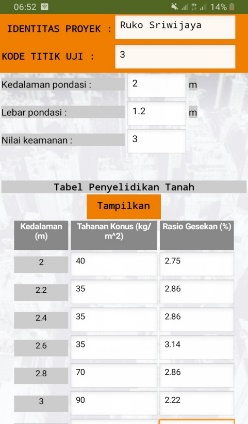 06:52
14%
IDENTITAS PROYEK : Ruko Sriwijaya
KODE TITIK UJI : 3
Kedalaman pondasi : 2 m
Lebar pondasi : 1.2 m
Nilai keamanan : 3
Tabel Penyelidikan Tanah
Tampilkan
Kedalaman (m) Tahanan Konus (kg/m^2) Rasio Gesekan (%)
2 40 2.75
2.2 35 2.86
2.4 35 2.86
2.6 35 3.14
2.8 70 2.86
3 90 2.22